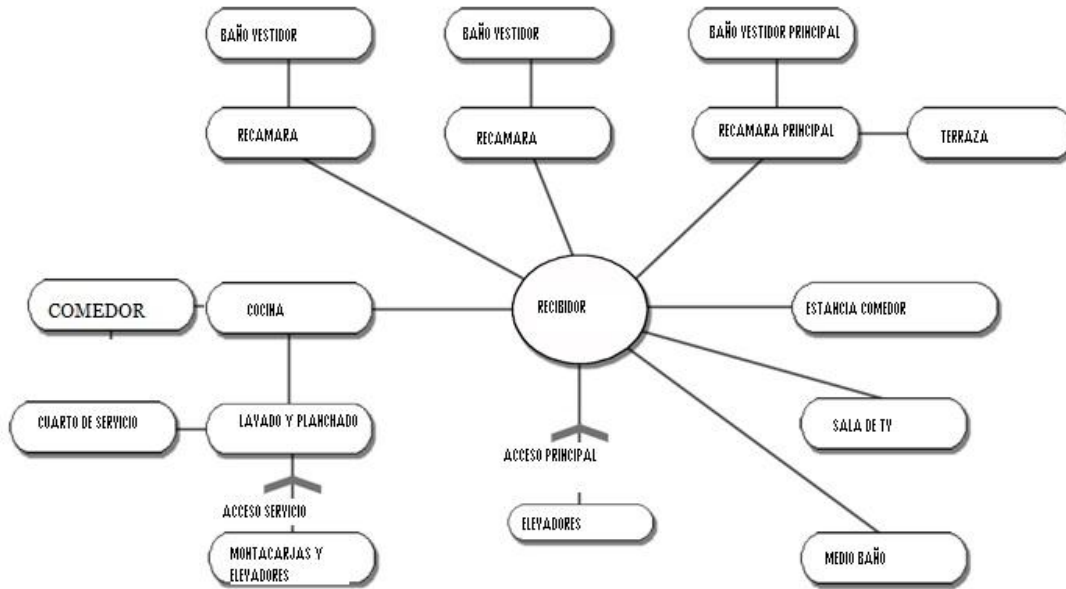 BAÑO VESTIDOR
BAÑO VESTIDOR
BAÑO VESTIDOR PRINCIPAL
RECAMARA
RECAMARA
RECAMARA PRINCIPAL
TERRAZA
COMEDOR
COCINA
RECIBIDOR
ESTANCIA COMEDOR
CUARTO DE SERVICIO
LAVADO Y PLANCHADO
SALA DE TV
ACCESO PRINCIPAL
ACCESO SERVICIO
ELEVADORES
MONTACARJAS Y
ELEVADORES
MEDIO BAÑO